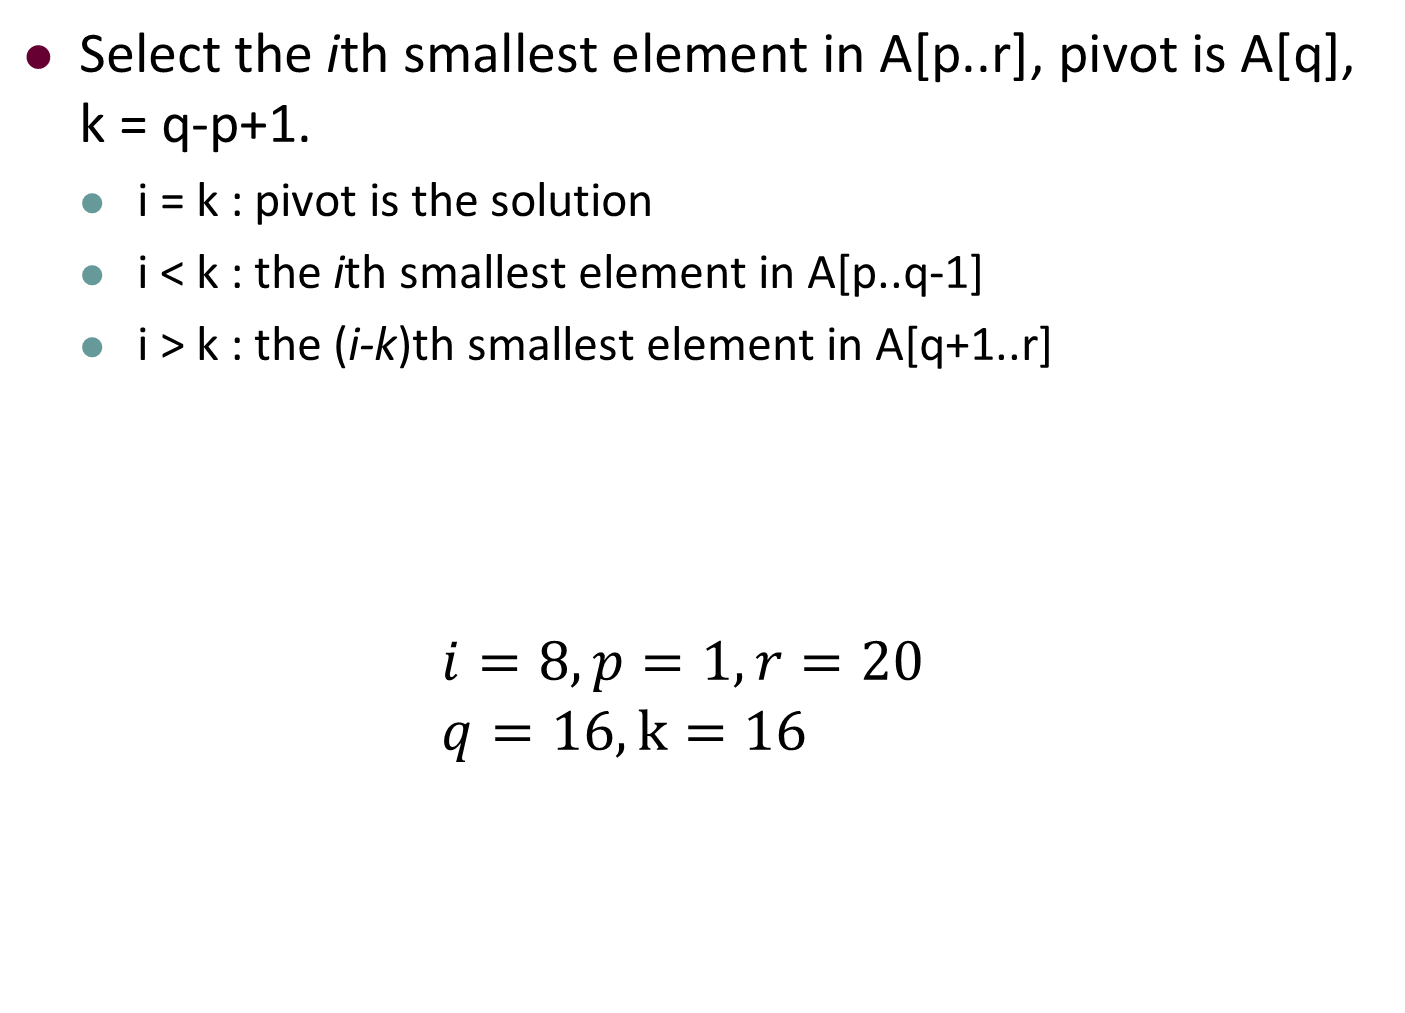 Select the ith smallest element in A[p..r], pivot is A[q],
k = q-p+1.
i = k : pivot is the solution
i < k : the ith smallest element in A[p..q-1]
i > k : the (i-k)th smallest element in A[q+1..r]
i = 8, p = 1, r = 20
q = 16, k = 16